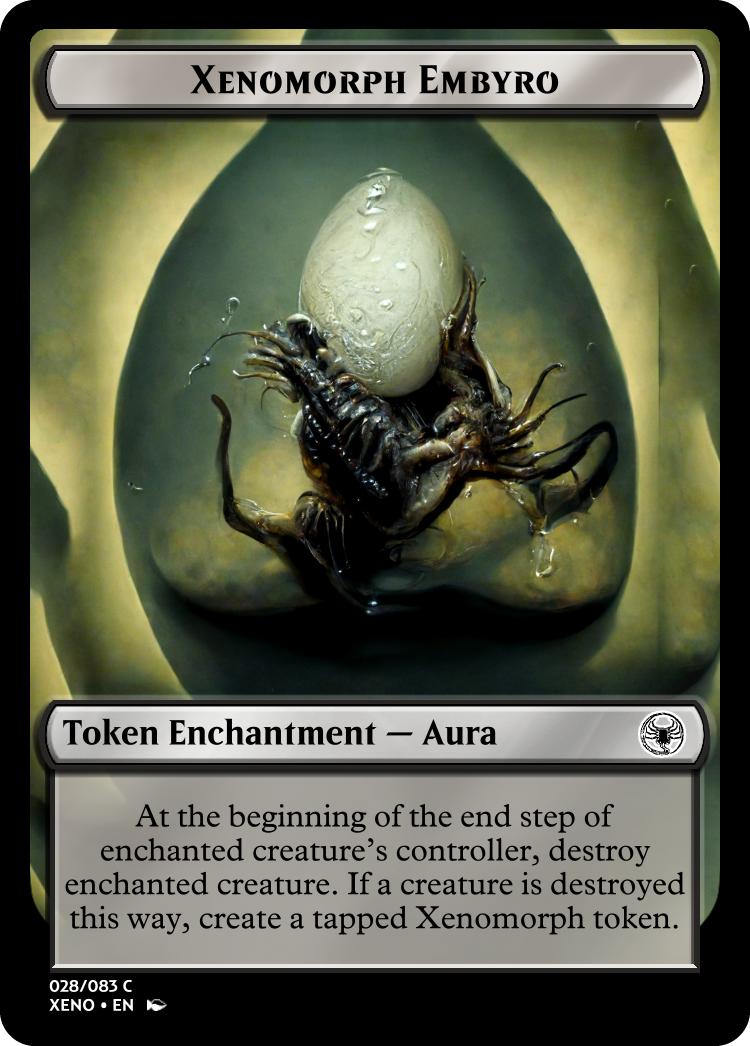 Xenomorph Embyro
Token Enchantment — Aura
At the beginning of the end step of
enchanted creature's controller, destroy
enchanted creature. If a creature is destroyed
this way, create a tapped Xenomorph token.
028/083 C
XENO • EN